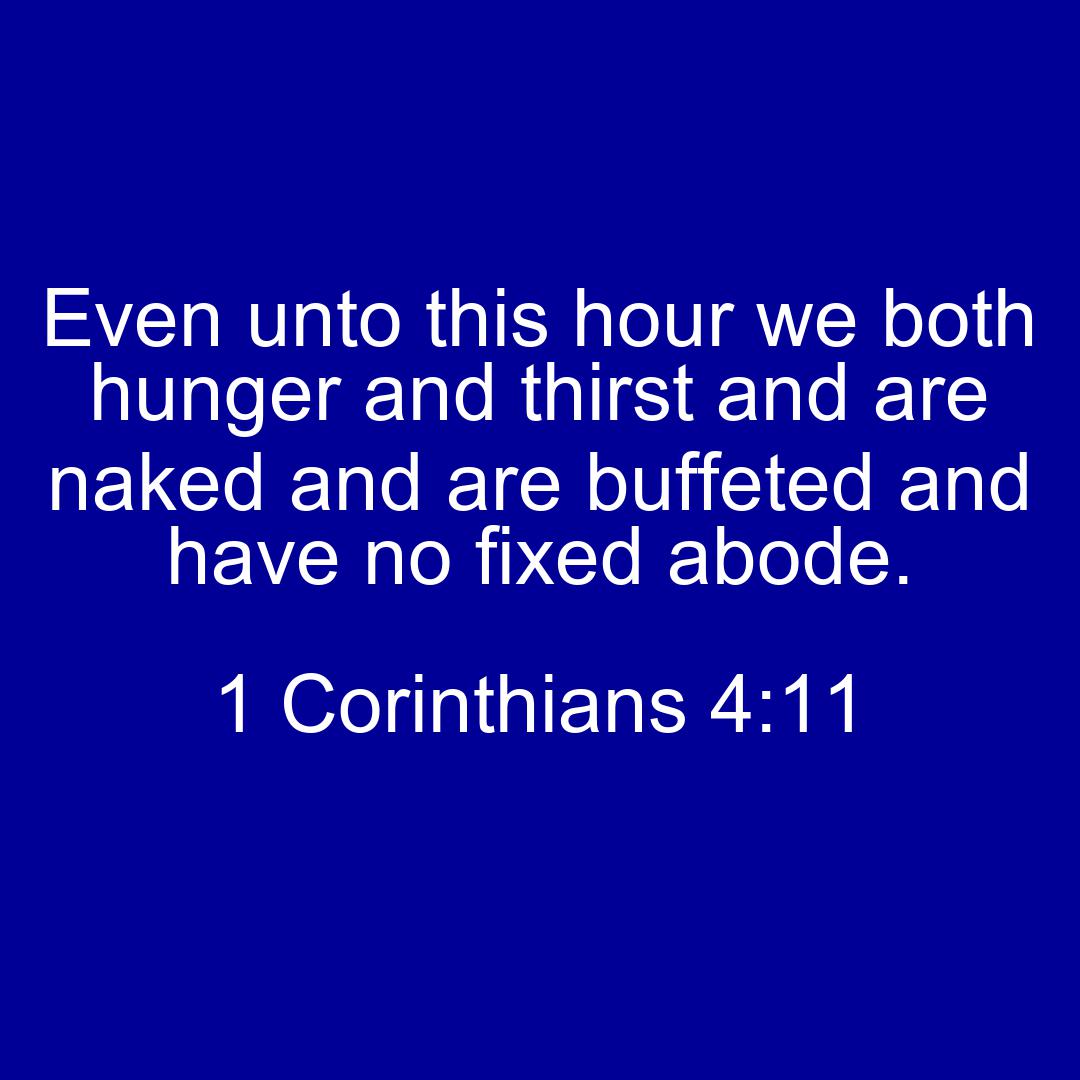 Even unto this hour we both
hunger and thirst and are
naked and are buffeted and
have no fixed abode.
1 Corinthians 4:11